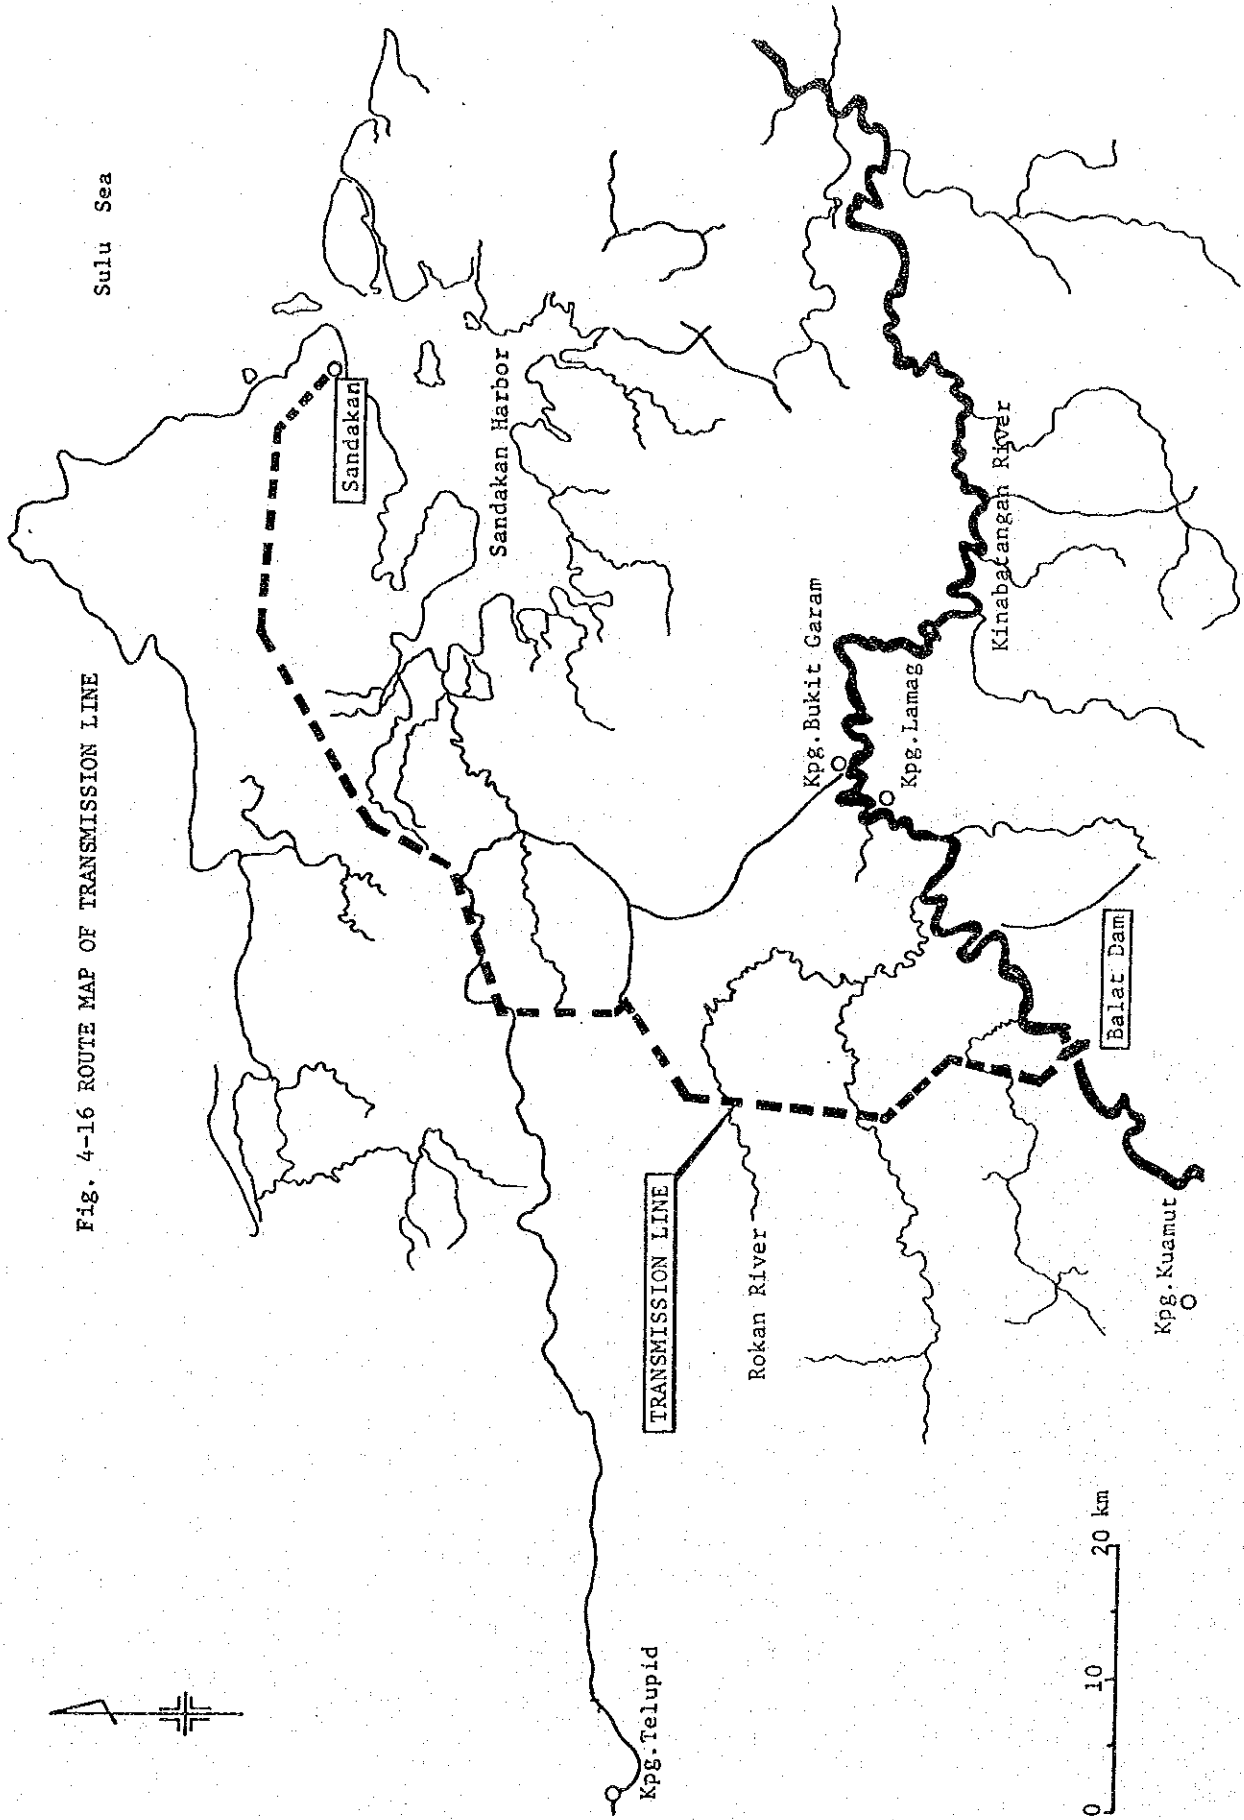 Fig. 4-16 ROUTE MAP OF TRANSMISSION LINE
Sulu Sea
Sandakan
Sandakan Harbor
Kpg.Bukit Garam
Kpg.Lamag
Kinabatangan River
TRANSMISSION LINE
Rokan River
Balat Dam
Kpg.Kuamut
Kpg.Telupid
0 10 20 km